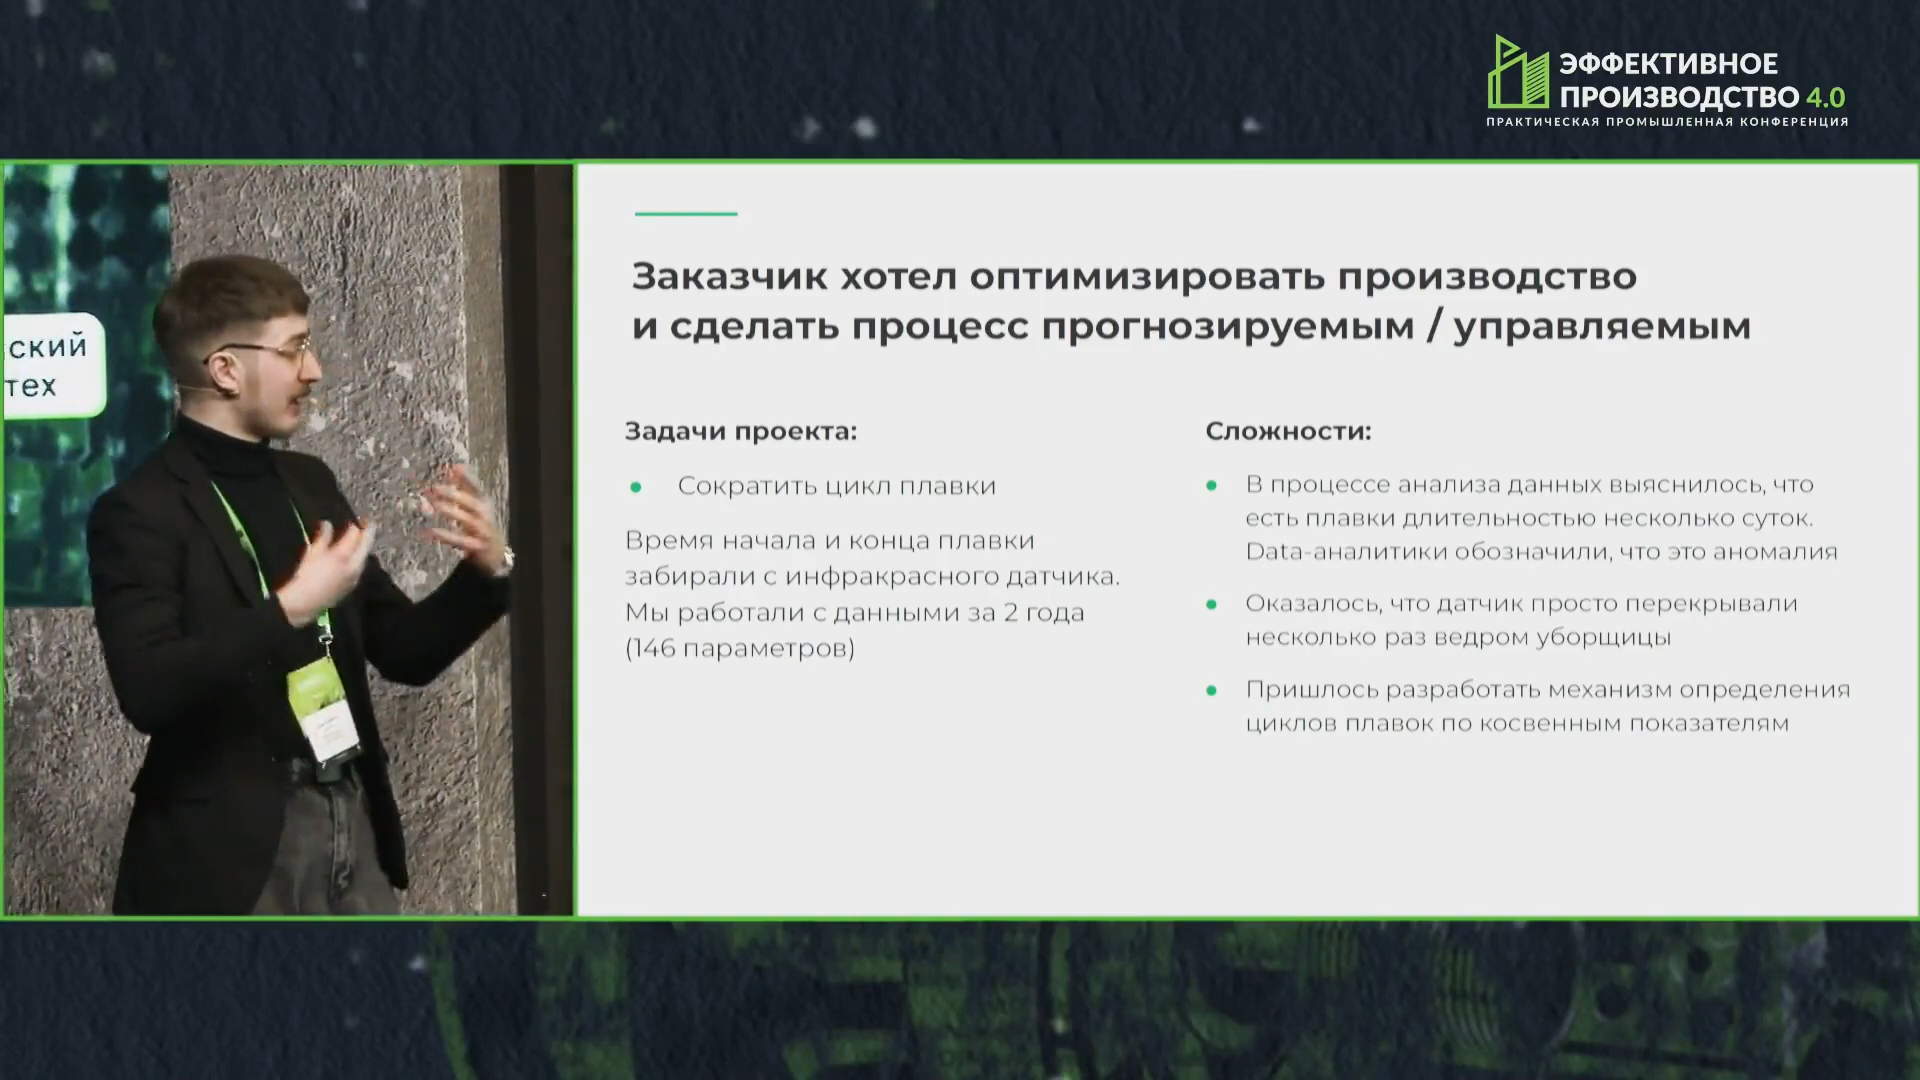 ЭФФЕКТИВНОЕ
ПРОИЗВОДСТВО 4.0
ПРАКТИЧЕСКАЯ ПРОМЫШЛЕННАЯ КОНФЕРЕНЦИЯ
ский
тех
Заказчик хотел оптимизировать производство
и сделать процесс прогнозируемым / управляемым
Задачи проекта:
• Сократить цикл плавки
Время начала и конца плавки
забирали с инфракрасного датчика.
Мы работали с данными за 2 года
(146 параметров)
Сложности:
• В процессе анализа данных выяснилось, что
есть плавки длительностью несколько суток.
Data-аналитики обозначили, что это аномалия
• Оказалось, что датчик просто перекрывали
несколько раз ведром уборщицы
• Пришлось разработать механизм определения
циклов плавок по косвенным показателям